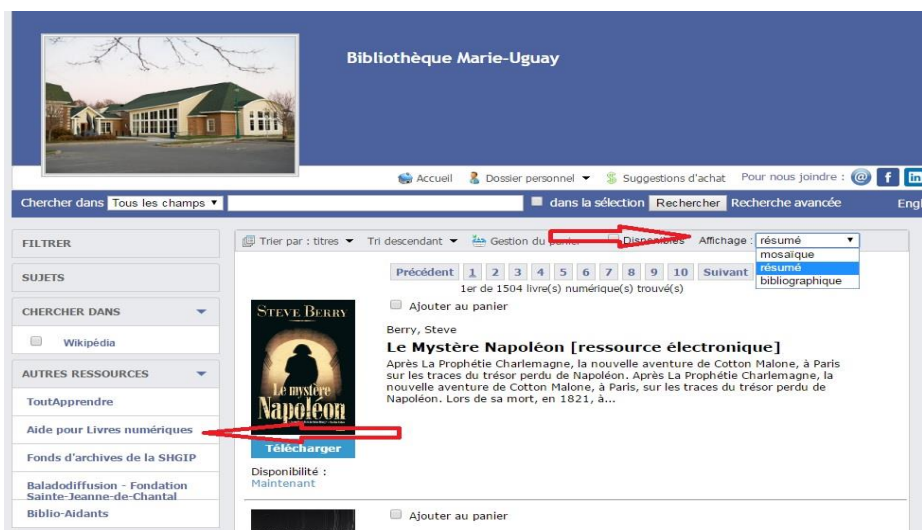 Bibliothèque Marie-Uguay
Accueil Dossier personnel Suggestions d'achat Pour nous joindre : @ f in
Chercher dans Tous les champs dans la sélection Rechercher Recherche avancée Engl
FILTRER
SUJETS
CHERCHER DANS
Wikipédia
AUTRES RESSOURCES
ToutApprendre
Aide pour Livres numériques
Fonds d'archives de la SHGIP
Baladodiffusion - Fondation
Sainte-Jeanne-de-Chantal
Biblio-Aidants
Trier par : titres Tri descendant Gestion du panier Disponibles Affichage : résumé
mosaïque
résumé
bibliographique
Précédent 1 2 3 4 5 6 7 8 9 10 Suivant
1er de 1504 livre(s) numérique(s) trouvé(s)
STEVE BERRY
Le mystère
Napoléon
Télécharger
Disponibilité :
Maintenant
Ajouter au panier
Berry, Steve
Le Mystère Napoléon [ressource électronique]
Après La Prophétie Charlemagne, la nouvelle aventure de Cotton Malone, à Paris
sur les traces du trésor perdu de Napoléon. Après La Prophétie Charlemagne, la
nouvelle aventure de Cotton Malone, à Paris, sur les traces du trésor perdu de
Napoléon. Lors de sa mort, en 1821, à...
Ajouter au panier